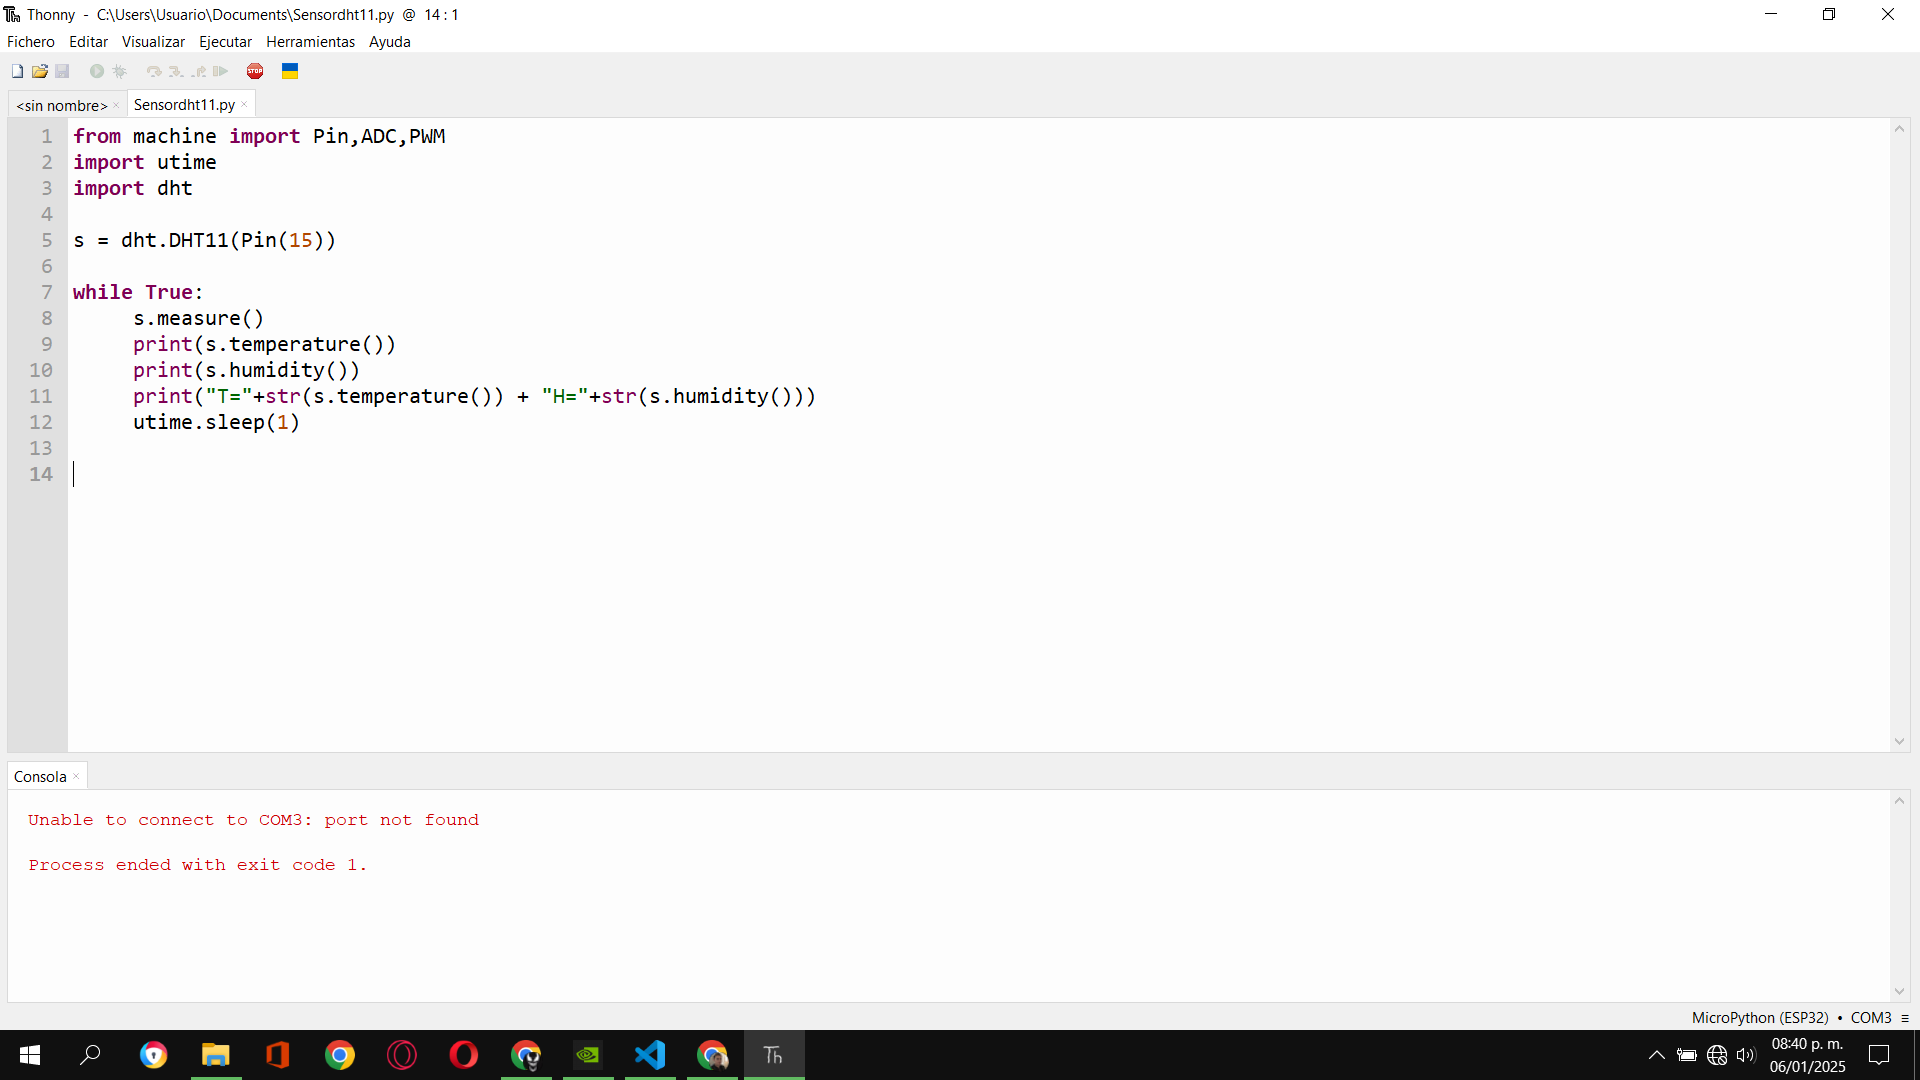 Th Thonny - C:\Users\Usuario\Documents\Sensordht11.py @ 14 : 1
Fichero Editar Visualizar Ejecutar Herramientas Ayuda
STOP
<sin nombre> × Sensordht11.py ×
1 from machine import Pin,ADC,PWM
2 import utime
3 import dht
4
5 s = dht.DHT11(Pin(15))
6
7 while True:
8 s.measure()
9 print(s.temperature())
10 print(s.humidity())
11 print("T="+str(s.temperature()) + "H="+str(s.humidity()))
12 utime.sleep(1)
13
14
Consola ×
Unable to connect to COM3: port not found
Process ended with exit code 1.
MicroPython (ESP32) • COM3 ≡
Th
08:40 p. m.
06/01/2025